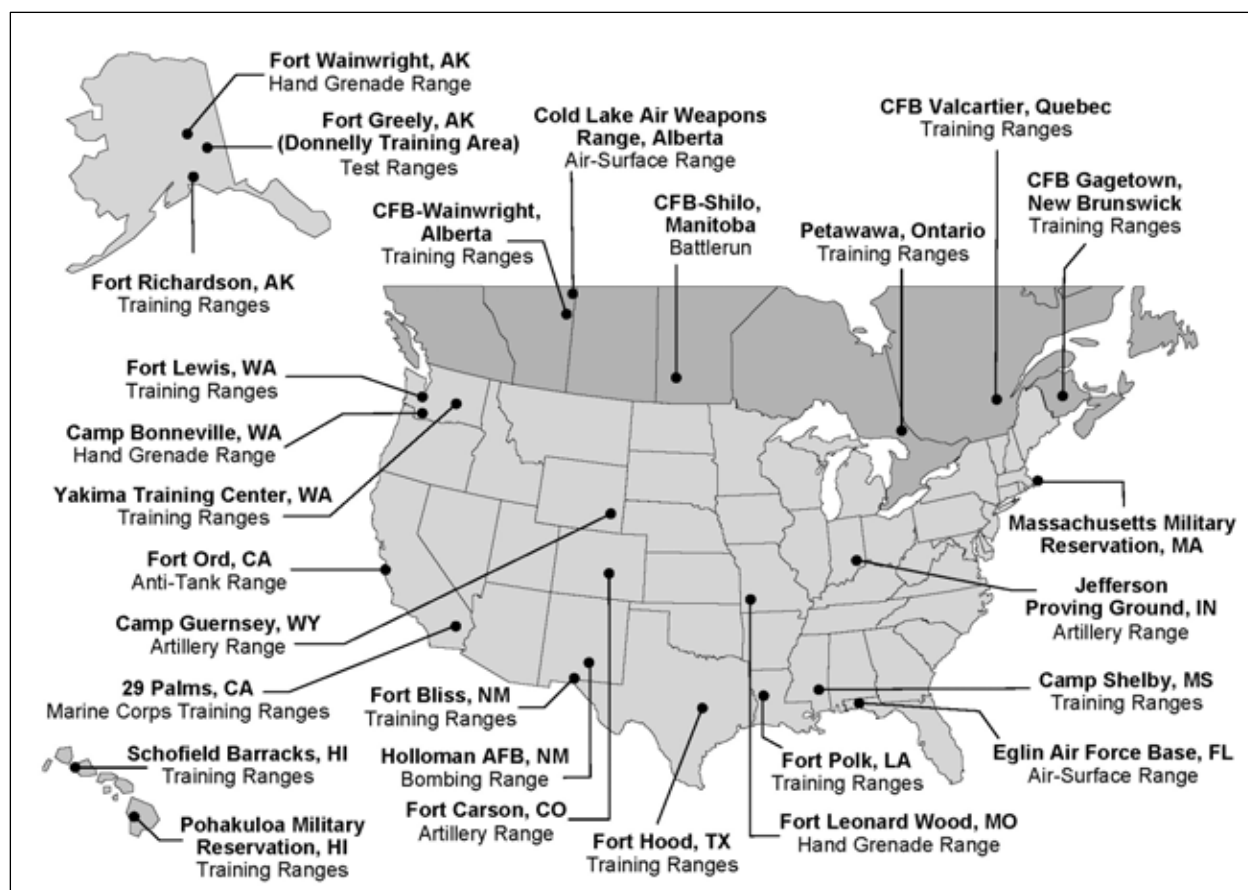 Fort Wainwright, AK
Hand Grenade Range
Fort Greely, AK
(Donnelly Training Area)
Test Ranges
Fort Richardson, AK
Training Ranges
Cold Lake Air Weapons
Range, Alberta
Air-Surface Range
CFB-Wainwright,
Alberta
Training Ranges
CFB-Shilo,
Manitoba
Battlerun
CFB Valcartier, Quebec
Training Ranges
Petawawa, Ontario
Training Ranges
CFB Gagetown,
New Brunswick
Training Ranges
Fort Lewis, WA
Training Ranges
Camp Bonneville, WA
Hand Grenade Range
Yakima Training Center, WA
Training Ranges
Fort Ord, CA
Anti-Tank Range
Camp Guernsey, WY
Artillery Range
29 Palms, CA
Marine Corps Training Ranges
Schofield Barracks, HI
Training Ranges
Pohakuloa Military
Reservation, HI
Training Ranges
Fort Bliss, NM
Training Ranges
Holloman AFB, NM
Bombing Range
Fort Carson, CO
Artillery Range
Fort Hood, TX
Training Ranges
Massachusetts Military
Reservation, MA
Jefferson
Proving Ground, IN
Artillery Range
Camp Shelby, MS
Training Ranges
Eglin Air Force Base, FL
Air-Surface Range
Fort Polk, LA
Training Ranges
Fort Leonard Wood, MO
Hand Grenade Range